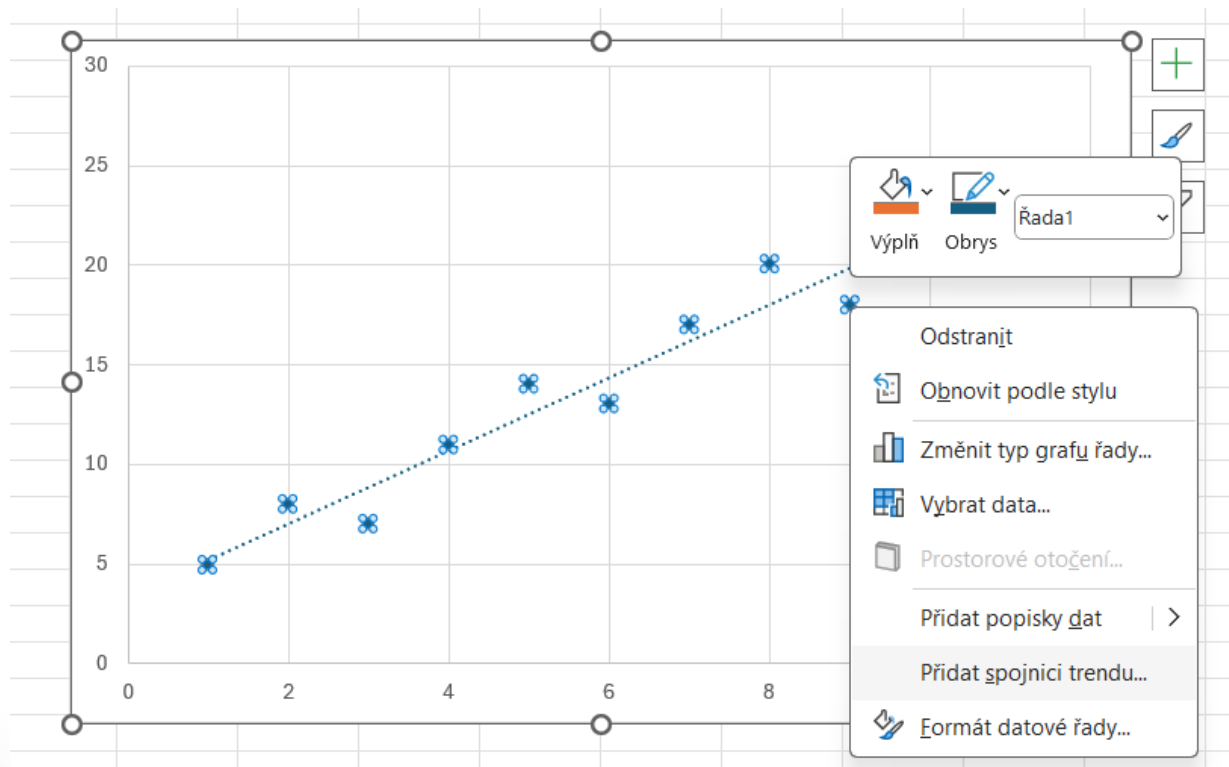 30
25
20
15
10
5
0
0 2 4 6 8
Výplň Obrys Řada1
Odstranit
Obnovit podle stylu
Změnit typ grafu řady...
Vybrat data...
Prostorové otočení...
Přidat popisky dat
Přidat spojnici trendu...
Formát datové řady...